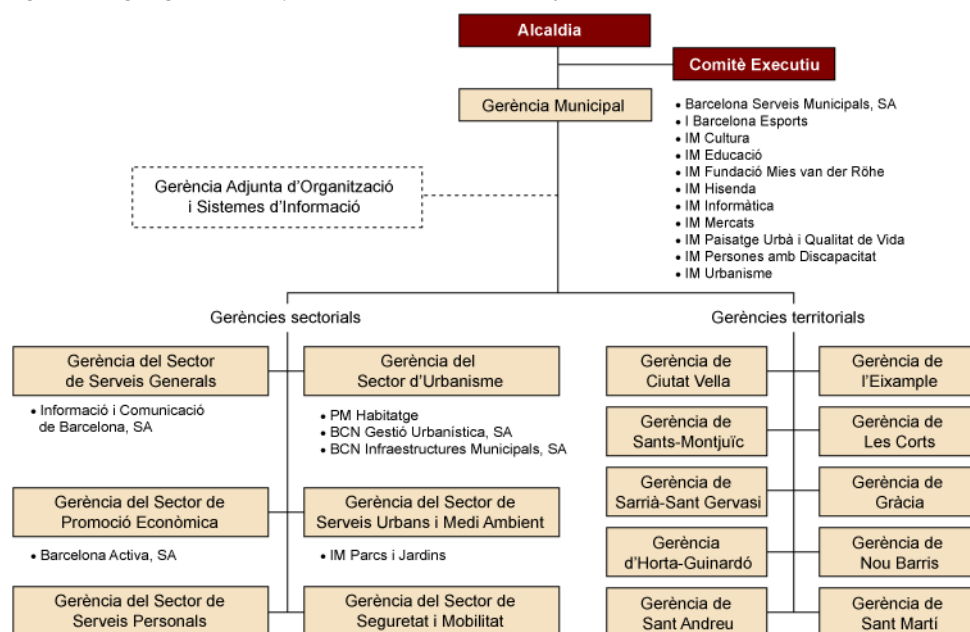 Alcaldia
Comitè Executiu
Gerència Municipal
• Barcelona Serveis Municipals, SA
• I Barcelona Esports
• IM Cultura
• IM Educació
• IM Fundació Mies van der Röhe
• IM Hisenda
• IM Informàtica
• IM Mercats
• IM Paisatge Urbà i Qualitat de Vida
• IM Persones amb Discapacitat
• IM Urbanisme
Gerència Adjunta d'Organització
i Sistemes d'Informació
Gerències sectorials
Gerència del Sector
de Serveis Generals
• Informació i Comunicació
de Barcelona, SA
Gerència del
Sector d'Urbanisme
• PM Habitatge
• BCN Gestió Urbanística, SA
• BCN Infraestructures Municipals, SA
Gerència del Sector de
Promoció Econòmica
• Barcelona Activa, SA
Gerència del Sector de
Serveis Urbans i Medi Ambient
• IM Parcs i Jardins
Gerència del Sector de
Serveis Personals
Gerència del Sector de
Seguretat i Mobilitat
Gerències territorials
Gerència de
Ciutat Vella
Gerència de
l'Eixample
Gerència de
Sants-Montjuïc
Gerència de
Les Corts
Gerència de
Sarrià-Sant Gervasi
Gerència de
Gràcia
Gerència
d'Horta-Guinardó
Gerència de
Nou Barris
Gerència de
Sant Andreu
Gerència de
Sant Martí